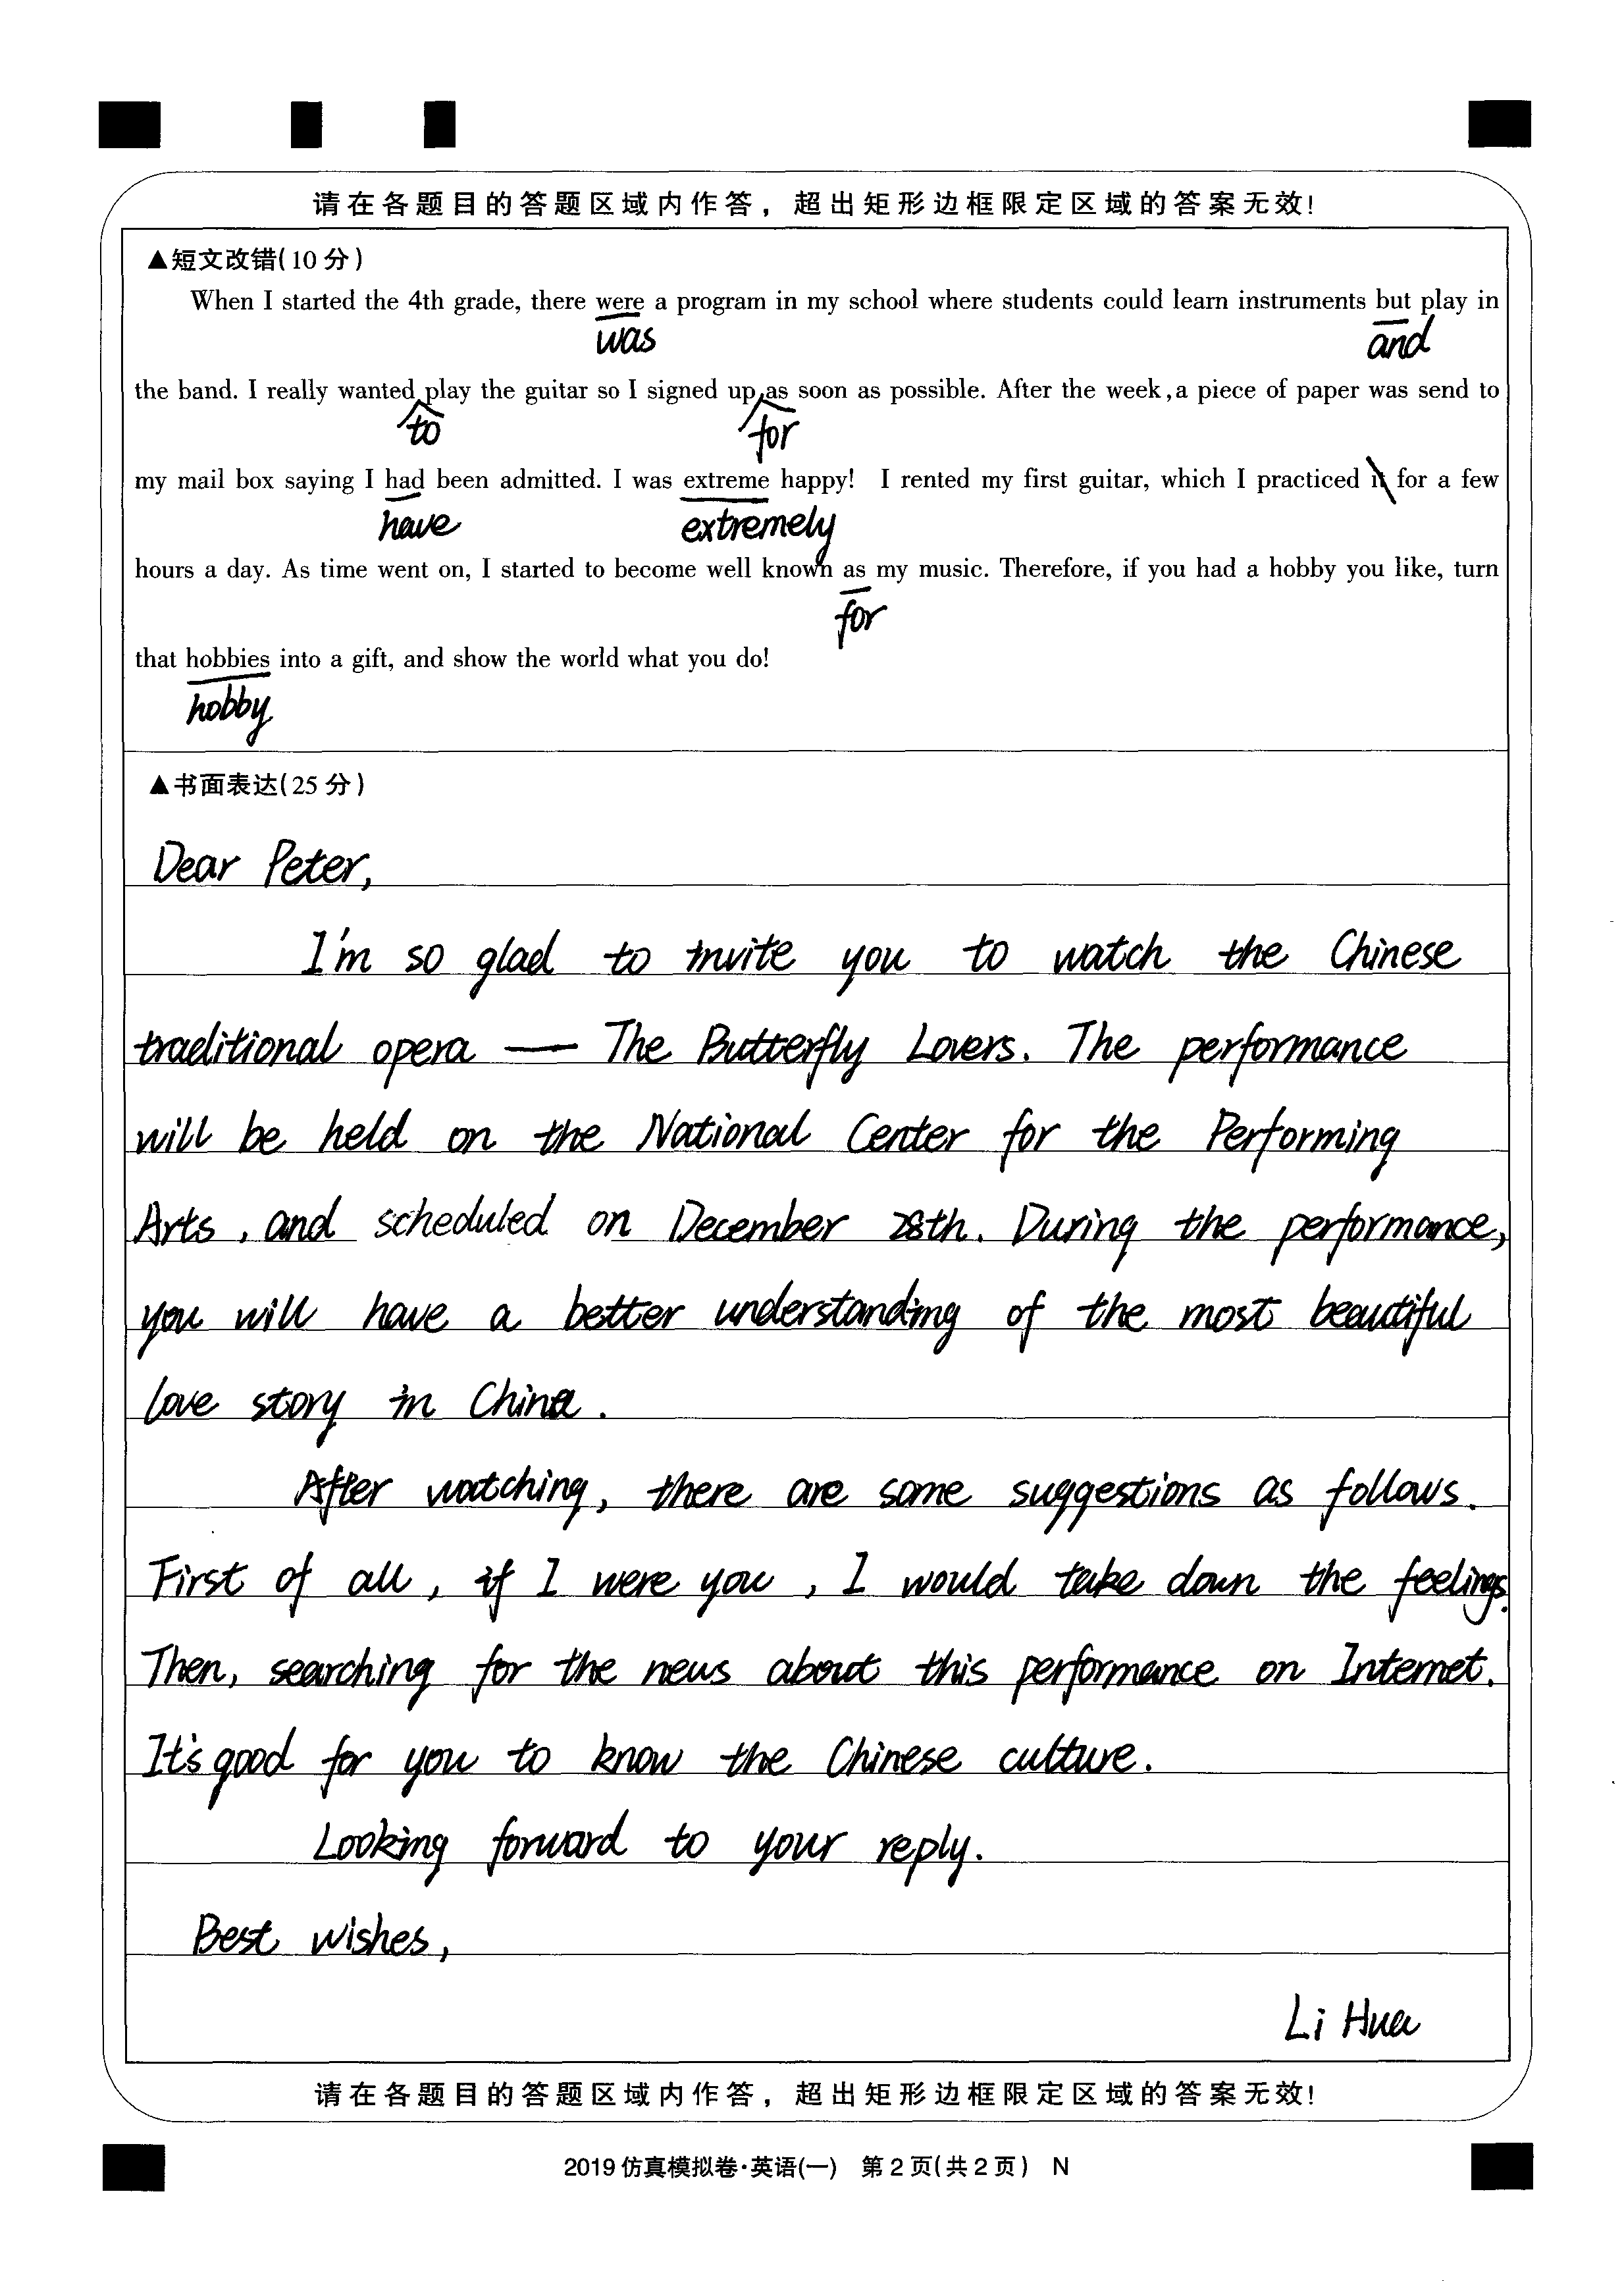 请在各题目的答题区域内作答，超出矩形边框限定区域的答案无效!
▲短文改错(10分)
When I started the 4th grade, there were a program in my school where students could learn instruments but play in
was and
the band. I really wanted play the guitar so I signed up as soon as possible. After the week, a piece of paper was send to
to for
my mail box saying I had been admitted. I was extreme happy! I rented my first guitar, which I practiced it for a few
have extremely
hours a day. As time went on, I started to become well known as my music. Therefore, if you had a hobby you like, turn
for
that hobbies into a gift, and show the world what you do!
hobby
▲书面表达(25分)
Dear Peter,
I'm so glad to invite you to watch the Chinese
traditional opera — The Butterfly Lovers. The performance
will be held on the National Center for the Performing
Arts, and scheduled on December 28th. During the performance,
you will have a better understanding of the most beautiful
love story in China.
After watching, there are some suggestions as follows.
First of all, if I were you, I would take down the feelings.
Then, searching for the news about this performance on Internet.
It's good for you to know the Chinese culture.
Looking forward to your reply.
Best wishes,
Li Hua
请在各题目的答题区域内作答，超出矩形边框限定区域的答案无效!
2019仿真模拟卷·英语(一) 第2页(共2页) N